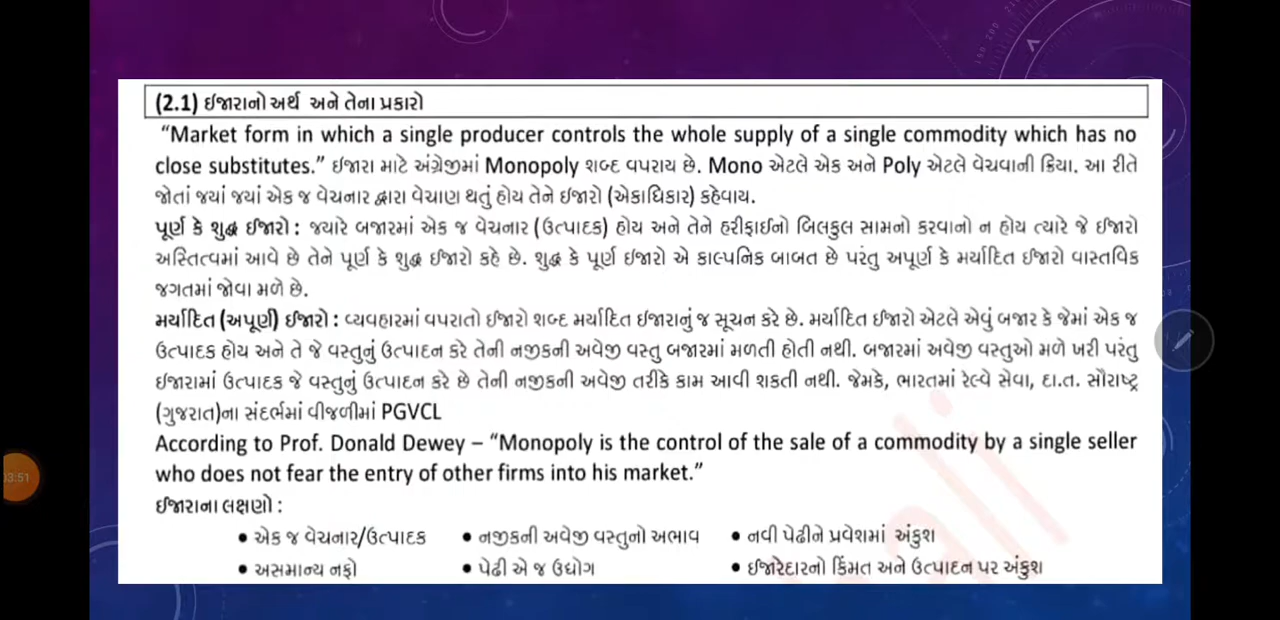 (2.1) ઈજારાનો અર્થ અને તેના પ્રકારો
“Market form in which a single producer controls the whole supply of a single commodity which has no
close substitutes.” ઈજારા માટે અંગ્રેજીમાં Monopoly શબ્દ વપરાય છે. Mono એટલે એક અને Poly એટલે વેચવાની ક્રિયા. આ રીતે
જોતાં જ્યાં જ્યાં એક જ વેચનાર દ્વારા વેચાણ થતું હોય તેને ઈજારો (એકાધિકાર) કહેવાય.
પૂર્ણ કે શુદ્ધ ઈજારો : જ્યારે બજારમાં એક જ વેચનાર (ઉત્પાદક) હોય અને તેને હરીફાઈનો બિલકુલ સામનો કરવાનો ન હોય ત્યારે જે ઈજારો
અસ્તિત્વમાં આવે છે તેને પૂર્ણ કે શુદ્ધ ઈજારો કહે છે. શુદ્ધ કે પૂર્ણ ઈજારો એ કાલ્પનિક બાબત છે પરંતુ અપૂર્ણ કે મર્યાદિત ઈજારો વાસ્તવિક
જગતમાં જોવા મળે છે.
મર્યાદિત (અપૂર્ણ) ઈજારો : વ્યવહારમાં વપરાતો ઈજારો શબ્દ મર્યાદિત ઈજારાનું જ સૂચન કરે છે. મર્યાદિત ઈજારો એટલે એવું બજાર કે જેમાં એક જ
ઉત્પાદક હોય અને તે જે વસ્તુનું ઉત્પાદન કરે તેની નજીકની અવેજી વસ્તુ બજારમાં મળતી હોતી નથી. બજારમાં અવેજી વસ્તુઓ મળે ખરી પરંતુ
ઈજારામાં ઉત્પાદક જે વસ્તુનું ઉત્પાદન કરે છે તેની નજીકની અવેજી તરીકે કામ આવી શકતી નથી. જેમકે, ભારતમાં રેલ્વે સેવા, દા.ત. સૌરાષ્ટ્ર
(ગુજરાત)ના સંદર્ભમાં વીજળીમાં PGVCL
According to Prof. Donald Dewey – “Monopoly is the control of the sale of a commodity by a single seller
who does not fear the entry of other firms into his market.”
ઈજારાના લક્ષણો :
• એક જ વેચનાર/ઉત્પાદક • નજીકની અવેજી વસ્તુનો અભાવ • નવી પેઢીને પ્રવેશમાં અંકુશ
• અસમાન્ય નફો • પેઢી એ જ ઉદ્યોગ • ઈજારેદારનો કિંમત અને ઉત્પાદન પર અંકુશ
03:51